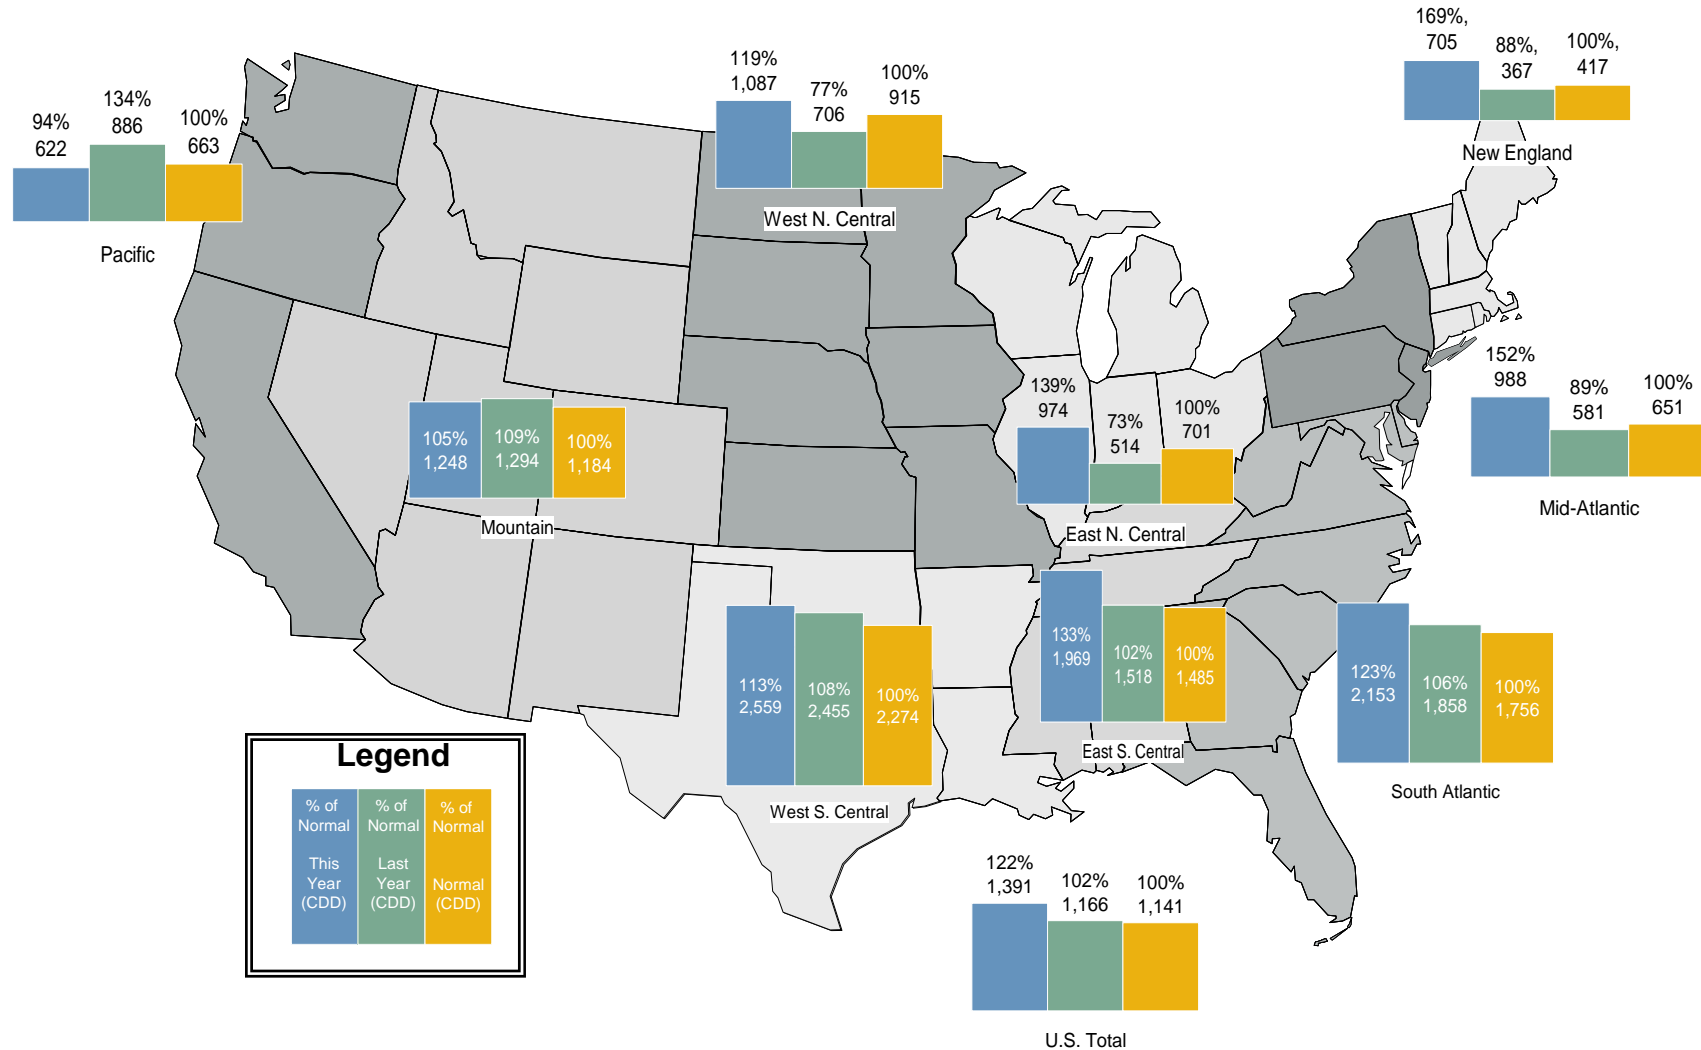 169%,
705
88%,
367
100%,
417
New England
119%
1,087
77%
706
100%
915
West N. Central
94%
622
134%
886
100%
663
Pacific
152%
988
89%
581
100%
651
Mid-Atlantic
139%
974
73%
514
100%
701
East N. Central
105%
1,248
109%
1,294
100%
1,184
Mountain
113%
2,559
108%
2,455
100%
2,274
West S. Central
133%
1,969
102%
1,518
100%
1,485
East S. Central
123%
2,153
106%
1,858
100%
1,756
South Atlantic
Legend
% of
Normal
This
Year
(CDD)
% of
Normal
Last
Year
(CDD)
% of
Normal
Normal
(CDD)
122%
1,391
102%
1,166
100%
1,141
U.S. Total